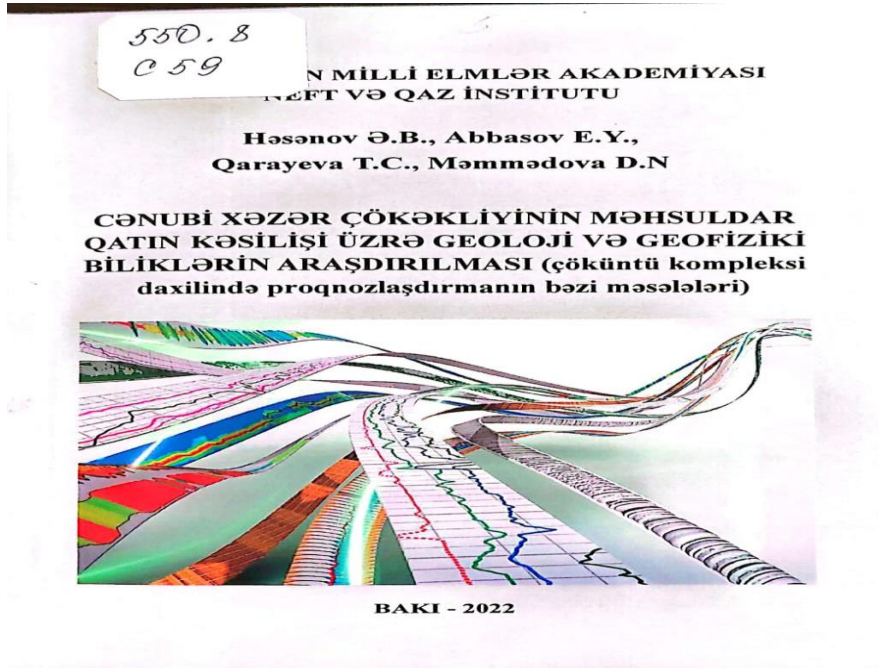 550.8
C 59
N MİLLİ ELMLƏR AKADEMİYASI
NEFT VƏ QAZ İNSTİTUTU
Həsənov Ə.B., Abbasov E.Y.,
Qarayeva T.C., Məmmədova D.N
CƏNUBİ XƏZƏR ÇÖKƏKLİYİNİN MƏHSULDAR
QATIN KƏSİLİŞİ ÜZRƏ GEOLOJİ VƏ GEOFİZİKİ
BİLİKLƏRİN ARAŞDIRILMASI (çöküntü kompleksi
daxilində proqnozlaşdırmanın bəzi məsələləri)
BAKI - 2022